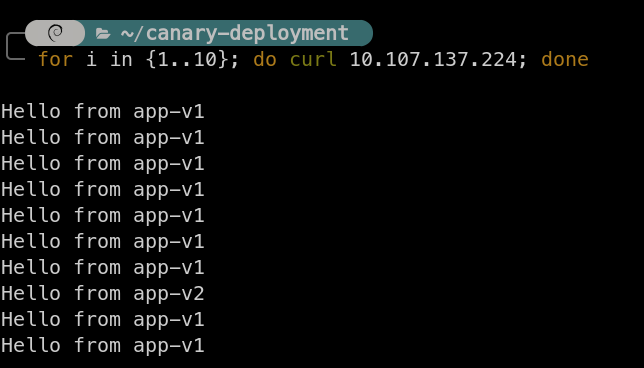 ~/canary-deployment
for i in {1..10}; do curl 10.107.137.224; done
Hello from app-v1
Hello from app-v1
Hello from app-v1
Hello from app-v1
Hello from app-v1
Hello from app-v1
Hello from app-v1
Hello from app-v2
Hello from app-v1
Hello from app-v1